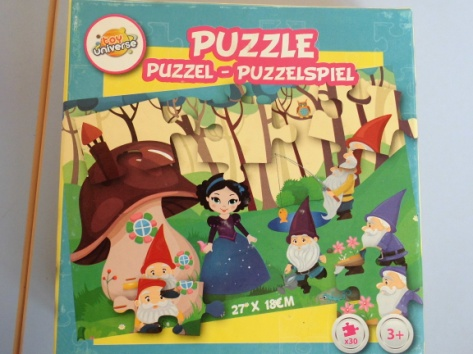 toy
universe
PUZZLE
PUZZEL - PUZZELSPIEL
27* X 18CM
x30
3+